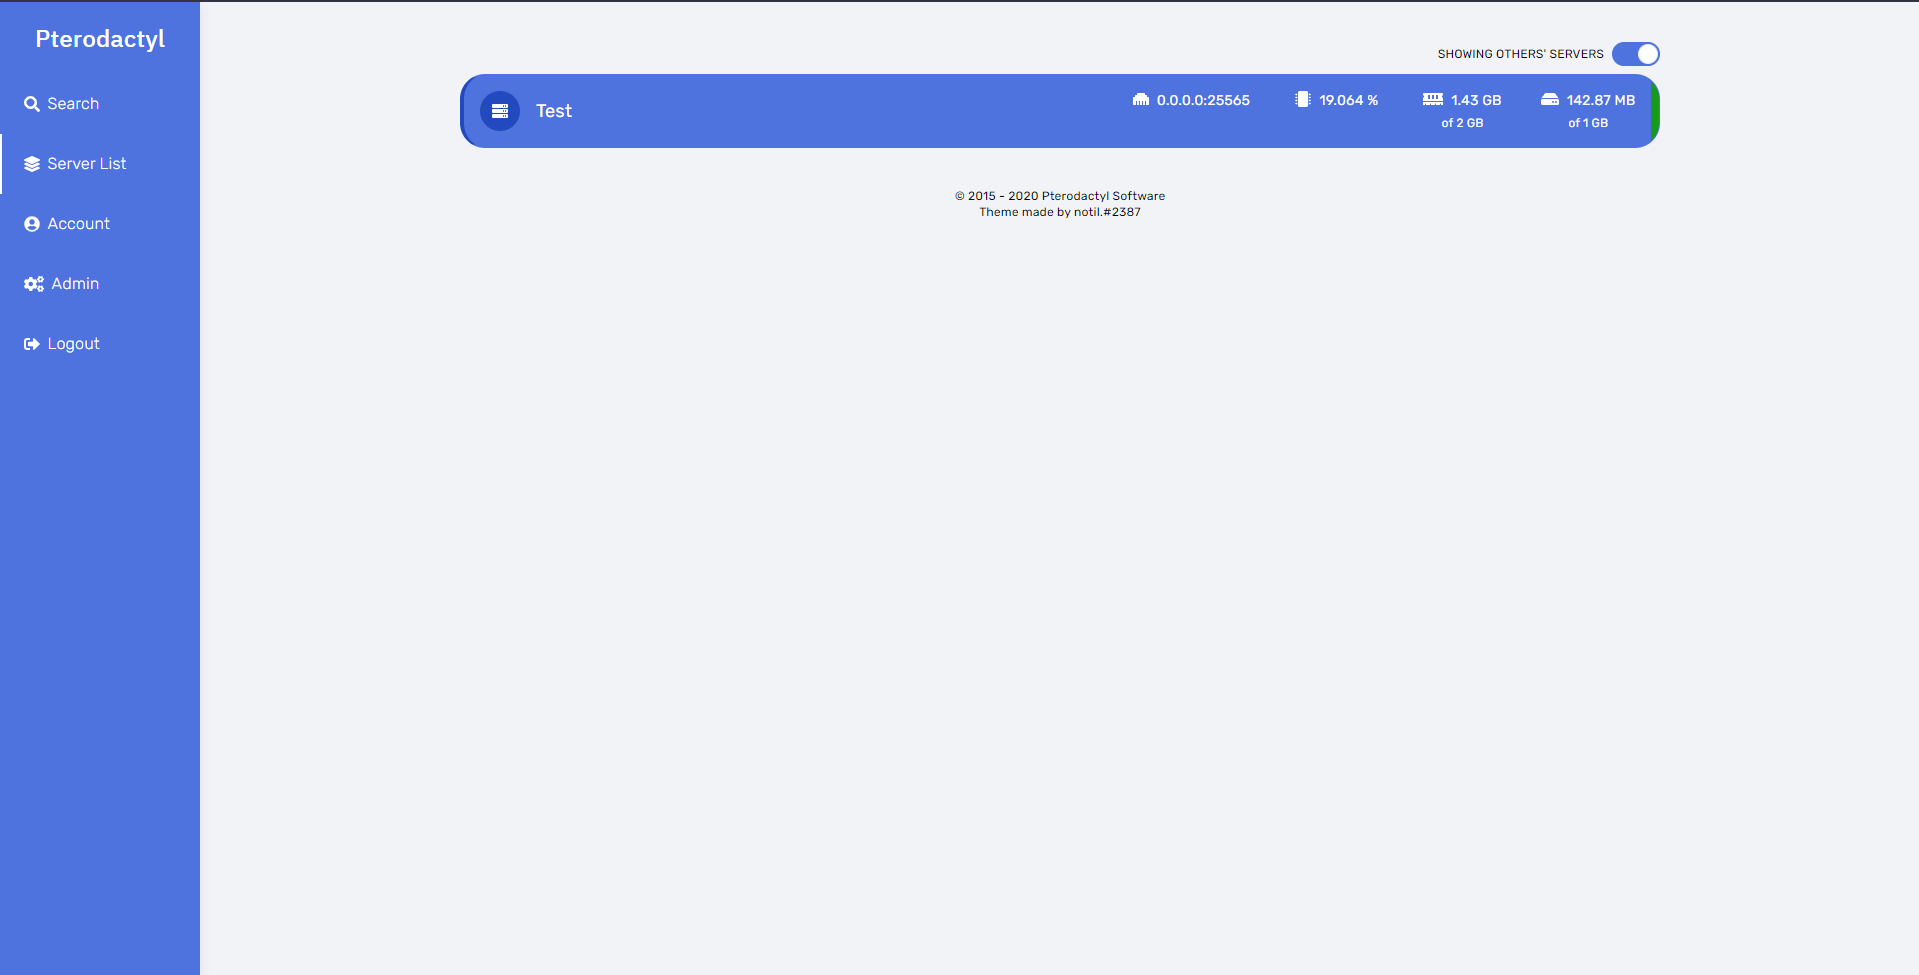 Pterodactyl
Search
Server List
Account
Admin
Logout
SHOWING OTHERS' SERVERS
Test
0.0.0.0:25565
19.064 %
1.43 GB
of 2 GB
142.87 MB
of 1 GB
© 2015 - 2020 Pterodactyl Software
Theme made by notil.#2387